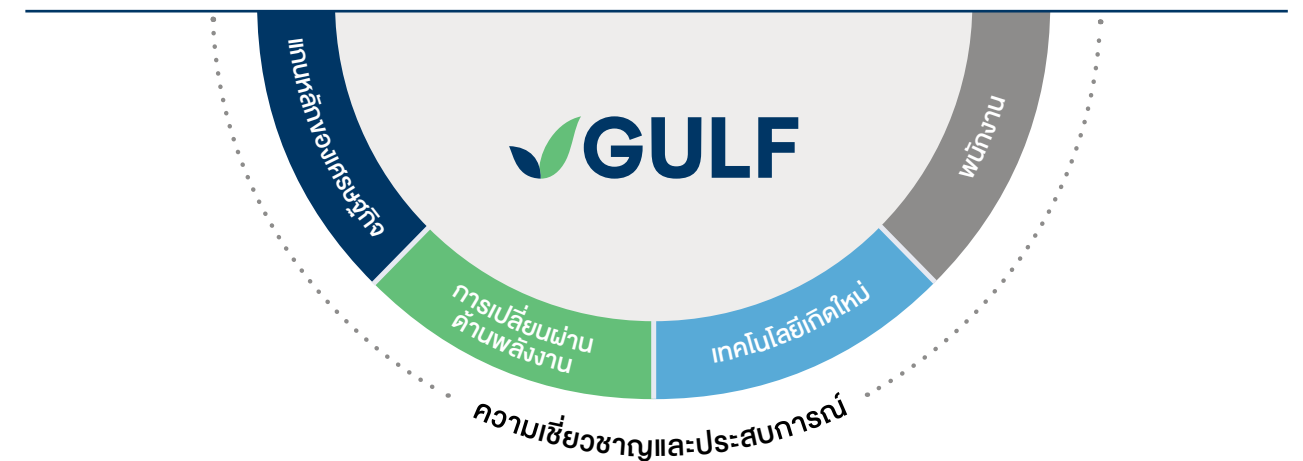 GULF
แกนหลักของเศรษฐกิจ
การเปลี่ยนผ่าน
ด้านพลังงาน
เทคโนโลยีเกิดใหม่
พนักงาน
ความเชี่ยวชาญและประสบการณ์